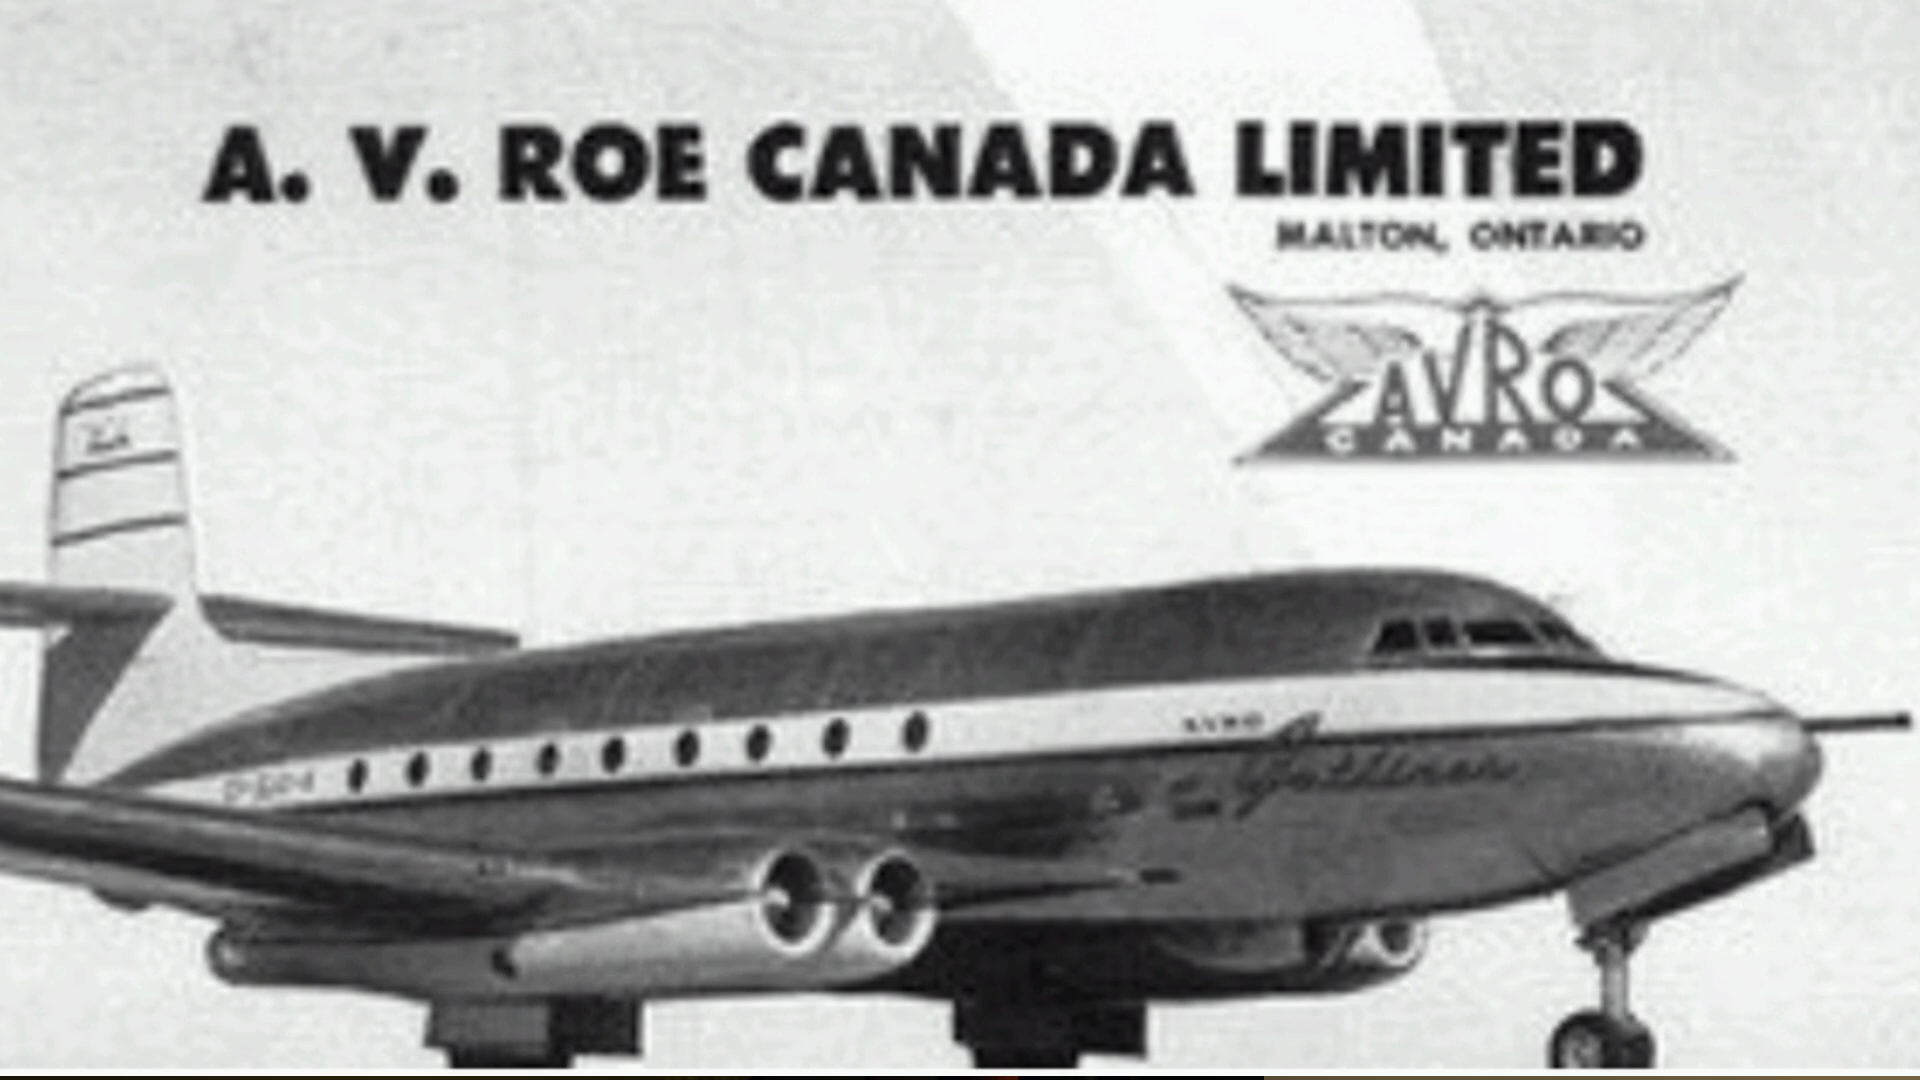 A. V. ROE CANADA LIMITED
MALTON, ONTARIO
AVRO
CANADA
AVRO
Jetliner